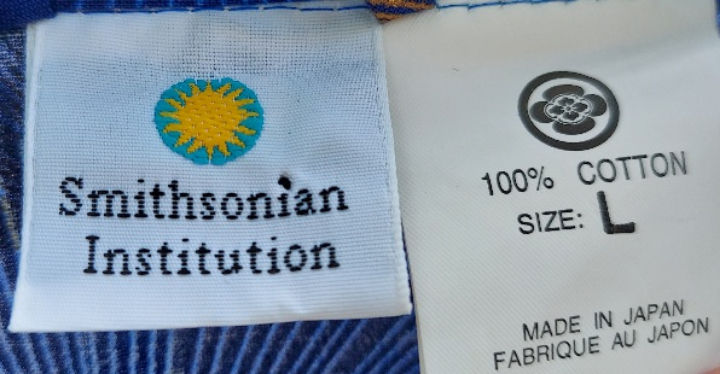 Smithsonian
Institution
100% COTTON
SIZE: L
MADE IN JAPAN
FABRIQUE AU JAPON